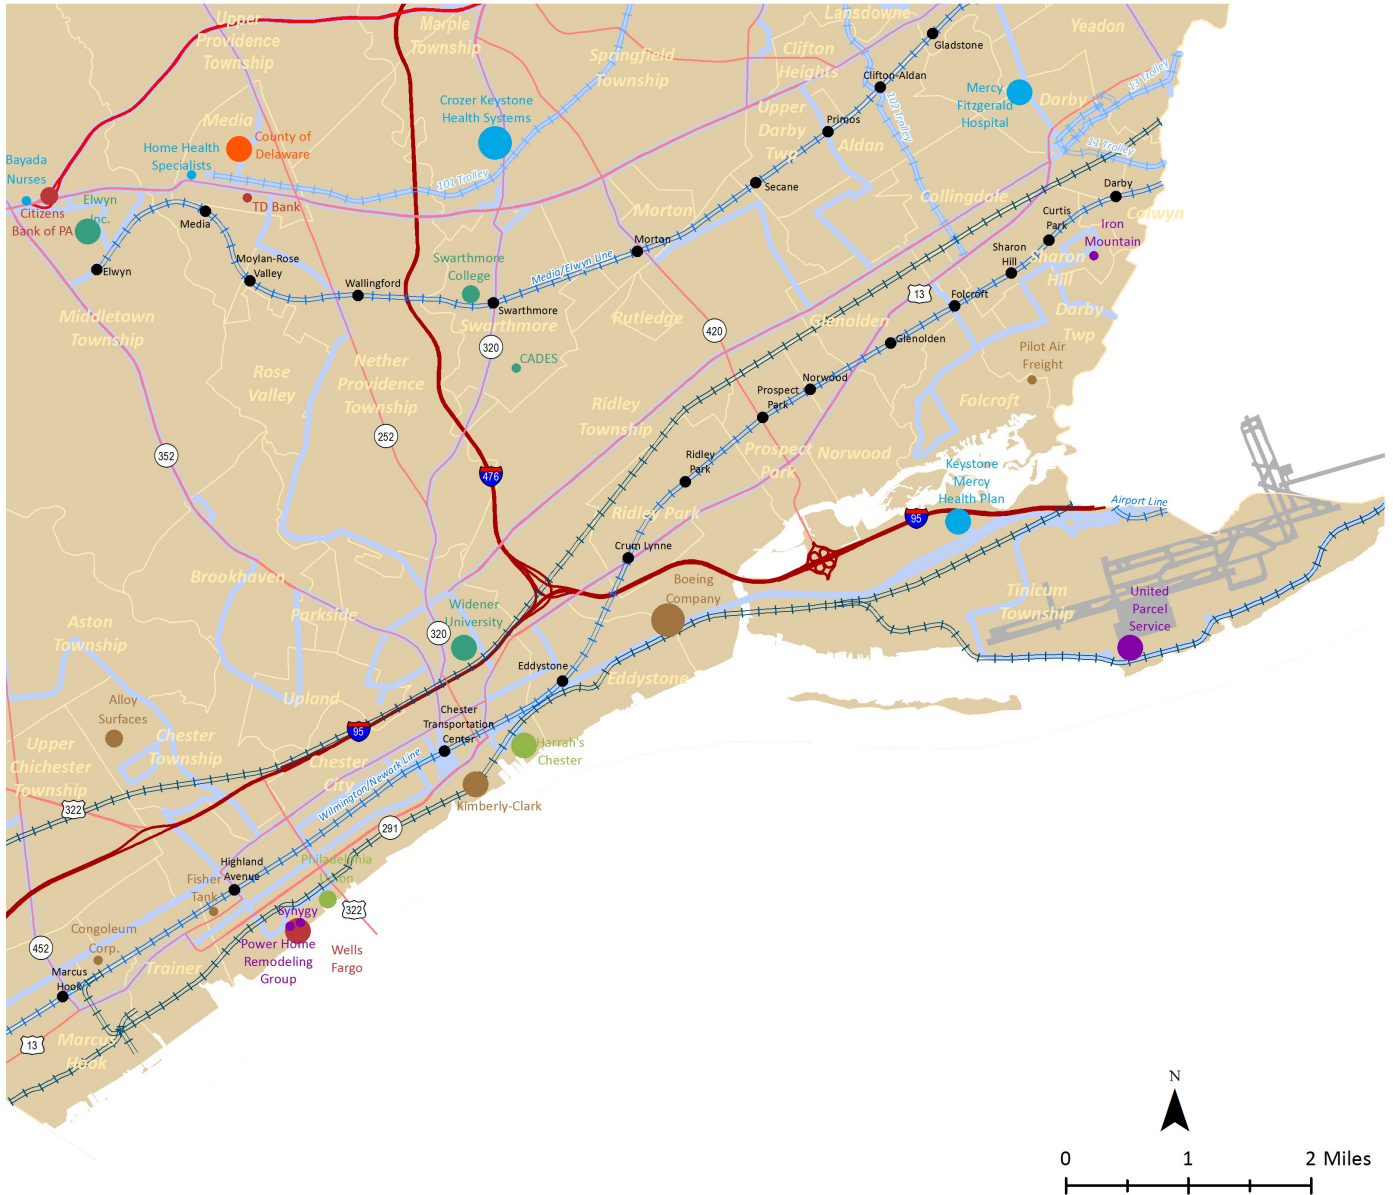 Upper
Providence
Township
Marple
Township
Springfield
Township
Lansdowne
Clifton
Heights
Yeadon
Gladstone
Clifton-Aldan
102 Trolley
13 Trolley
11 Trolley
Mercy
Fitzgerald
Hospital
Darby
Crozer Keystone
Health Systems
Upper
Darby
Twp
Primos
Aldan
Media
County of
Delaware
Home Health
Specialists
Bayada
Nurses
Citizens
Bank of PA
Elwyn
Inc.
TD Bank
101 Trolley
Secane
Collingdale
Darby
Curtis
Park
Colwyn
Iron
Mountain
Sharon
Hill
Sharon
Hill
Morton
Morton
Media
Elwyn
Moylan-Rose
Valley
Wallingford
Swarthmore
College
Media/Elwyn Line
Swarthmore
Swarthmore
Rutledge
13
Folcroft
Glenolden
Glenolden
Darby
Twp
Pilot Air
Freight
Middletown
Township
320
420
CADES
Rose
Valley
Nether
Providence
Township
Norwood
Prospect
Park
Folcroft
Ridley
Township
252
352
476
Ridley
Park
Prospect
Park
Norwood
Keystone
Mercy
Health Plan
Ridley Park
95
Airport Line
Crum Lynne
Boeing
Company
Brookhaven
Parkside
Widener
University
320
Tinicum
Township
United
Parcel
Service
Aston
Township
Eddystone
Eddystone
Upland
Alloy
Surfaces
Chester
Transportation
Center
95
Upper
Chichester
Township
Chester
Township
Chester
City
Wilmington/Newark Line
Harrah's
Chester
Kimberly-Clark
322
291
Highland
Avenue
Philadelphia
Union
Fisher
Tank
Synygy
322
Congoleum
Corp.
452
Power Home
Remodeling
Group
Wells
Fargo
Marcus
Hook
Trainer
13
Marcus
Hook
N
0 1 2 Miles